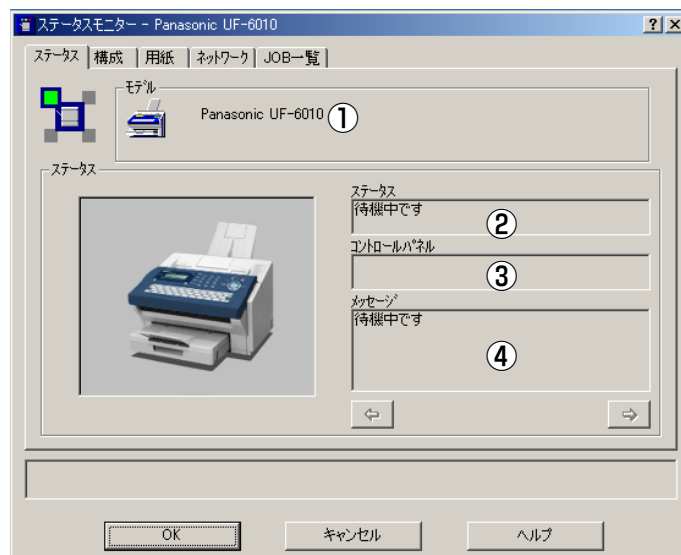 ステータスモニター - Panasonic UF-6010
ステータス 構成 用紙 ネットワーク JOB一覧
モデル
Panasonic UF-6010 ①
ステータス
ステータス
待機中です
②
コントロールパネル
③
メッセージ
待機中です
④
OK キャンセル ヘルプ